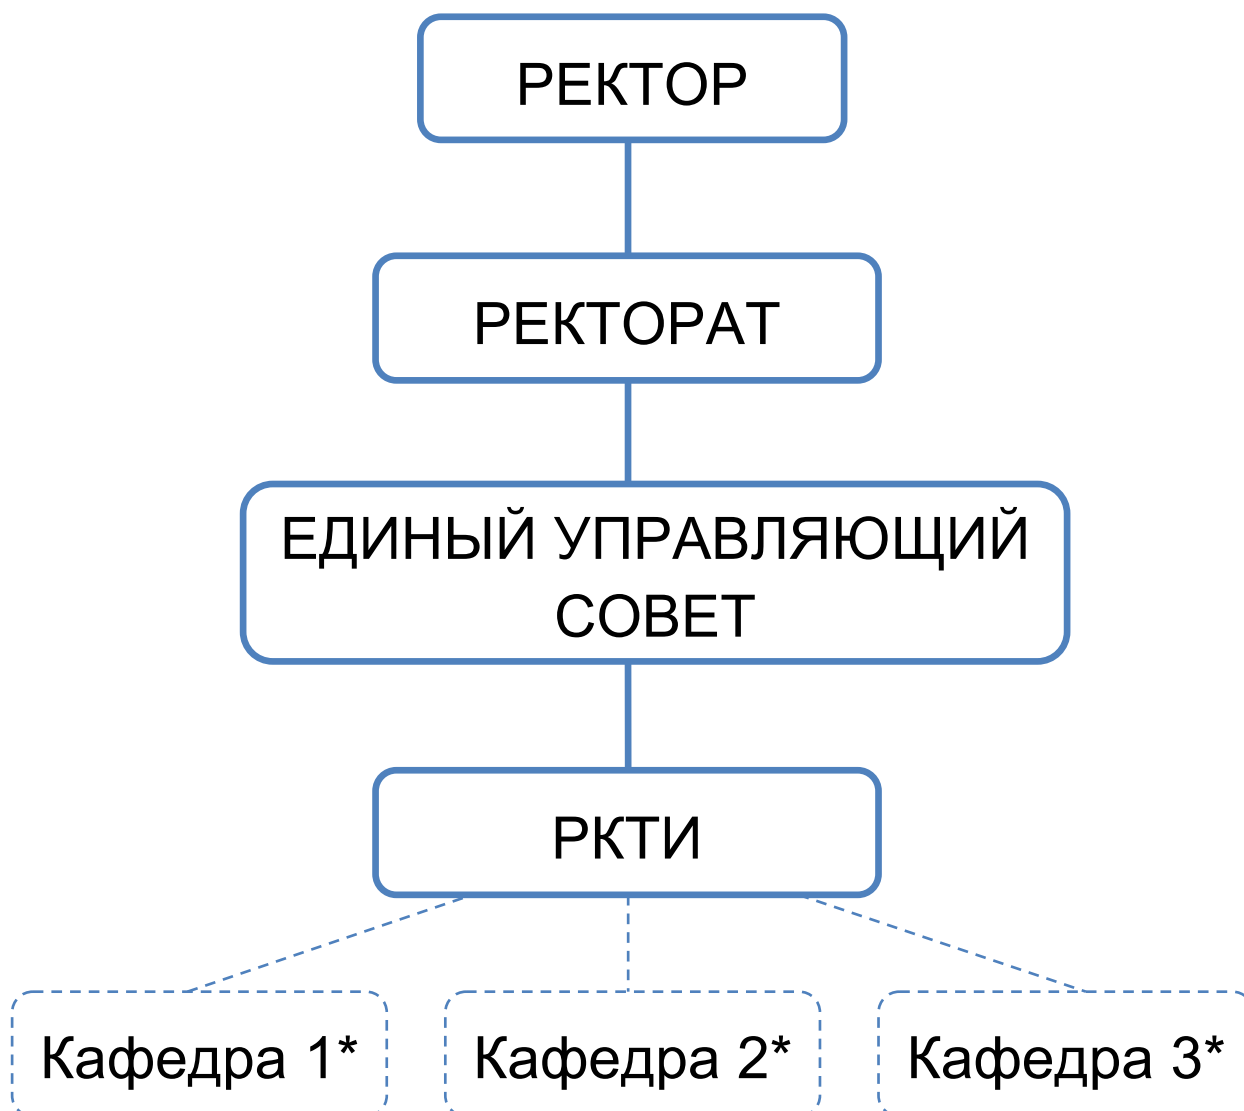 РЕКТОР
РЕКТОРАТ
ЕДИНЫЙ УПРАВЛЯЮЩИЙ
СОВЕТ
РКТИ
Кафедра 1*
Кафедра 2*
Кафедра 3*